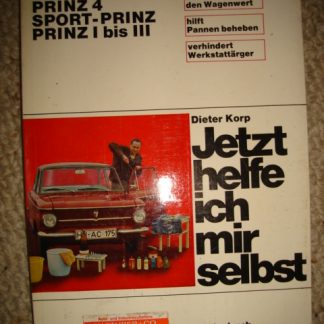 PRINZ 4
SPORT-PRINZ
PRINZ I bis III
den Wagenwert
hilft
Pannen beheben
verhindert
Werkstattärger
Dieter Korp
Jetzt
helfe
ich
mir
selbst
AC 175